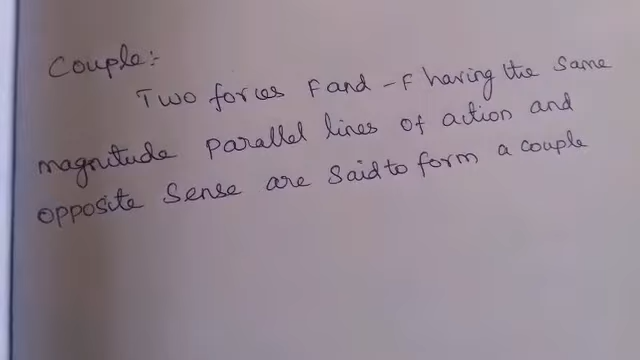 Couple:-
Two forces F and -F having the same
magnitude parallel lines of action and
opposite sense are said to form a couple